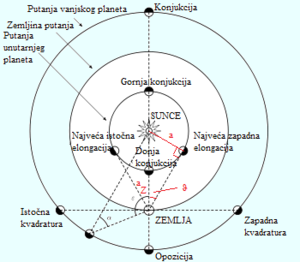 Putanja vanjskog planeta
Konjukcija
Zemljina putanja
Putanja
unutarnjeg
planeta
Gornja konjukcija
SUNCE
a
Najveća istočna
elongacija
Najveća zapadna
elongacija
Donja
konjukcija
a
Z
ϑ
ε
Istočna
kvadratura
ZEMLJA
Zapadna
kvadratura
Opozicija